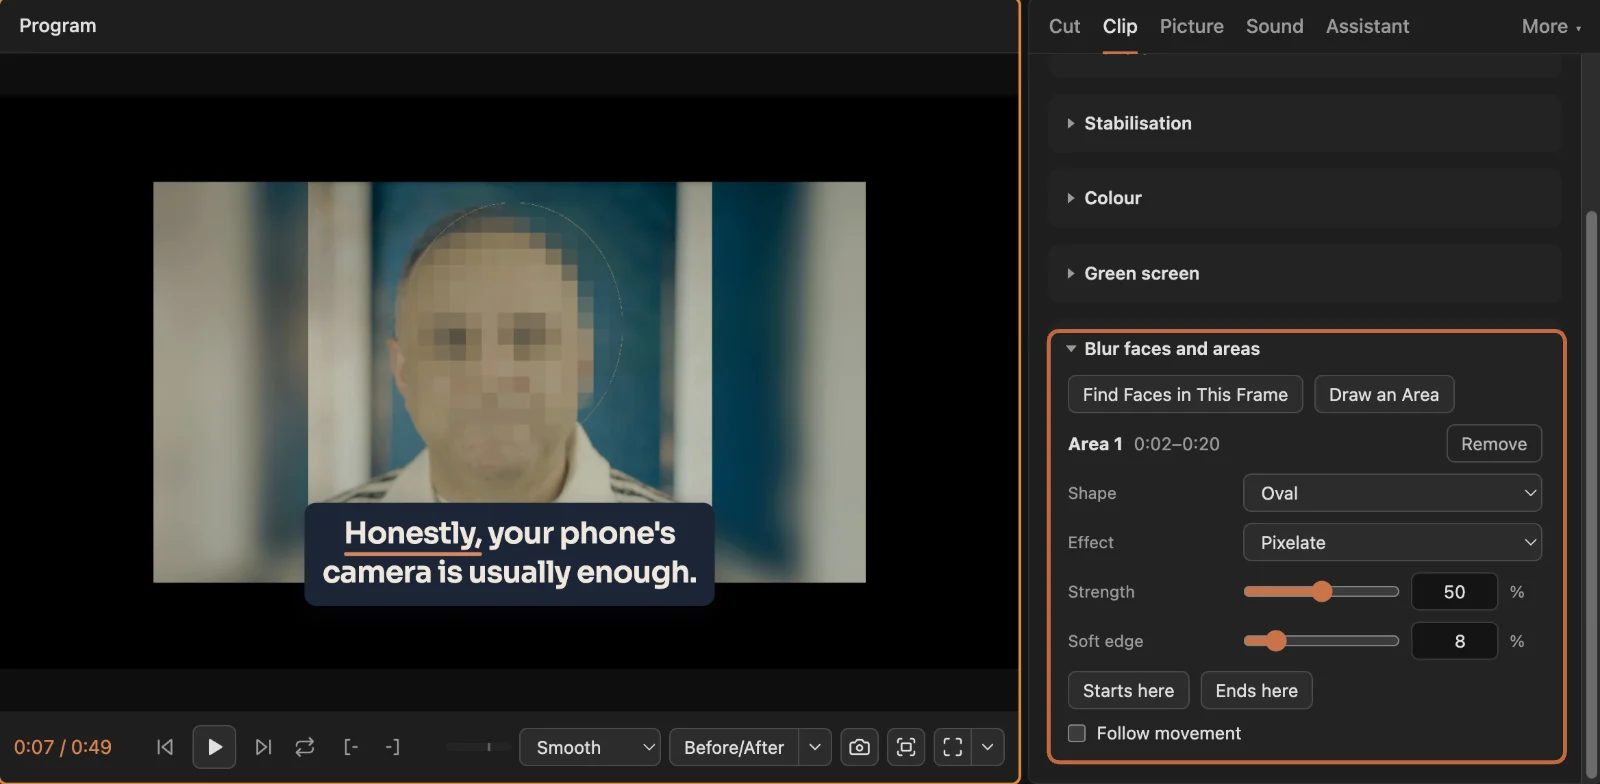 Program
Cut Clip Picture Sound Assistant More
Stabilisation
Colour
Green screen
Blur faces and areas
Find Faces in This Frame Draw an Area
Area 1 0:02–0:20 Remove
Shape Oval
Effect Pixelate
Strength 50 %
Soft edge 8 %
Starts here Ends here
Follow movement
Honestly, your phone's
camera is usually enough.
0:07 / 0:49 Smooth Before/After